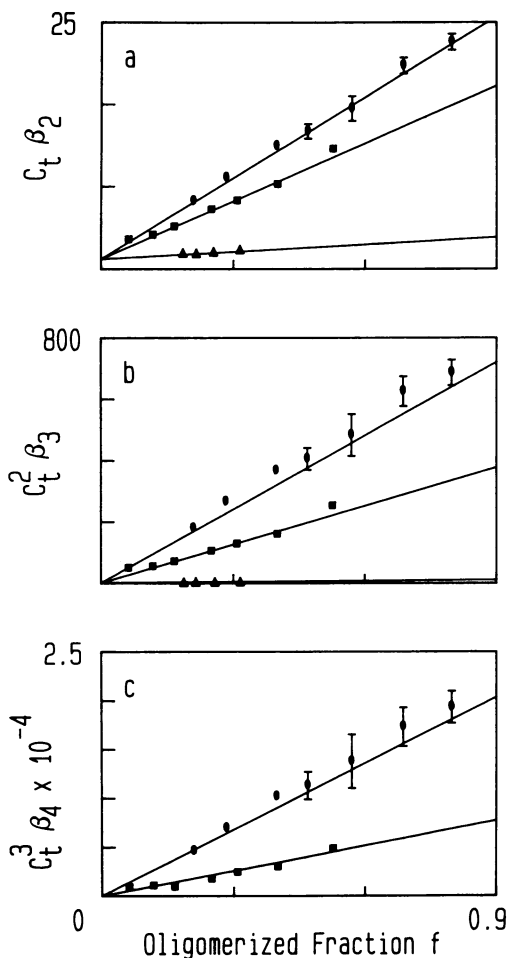 25
a
C_t β_2
800
b
C_t^2 β_3
2.5
c
C_t^3 β_4 x 10^-4
0
0.9
Oligomerized Fraction f